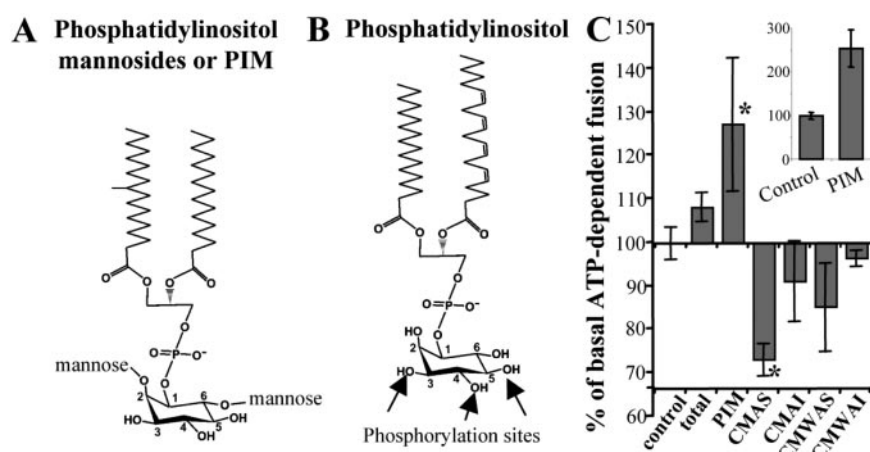 A Phosphatidylinositol
mannosides or PIM
O
O
O
O
O
O
P
O
O-
O
mannose
O
2
1
6
O
mannose
3
4
5
HO
OH
OH
B Phosphatidylinositol
O
O
O
O
O
O
P
O
O-
O
HO
2
1
6
OH
HO
3
4
5
OH
OH
Phosphorylation sites
C
% of basal ATP-dependent fusion
150
140
130
120
110
100
90
80
70
60
*
*
control
total
PIM
CMAS
CMAI
CMWAS
CMWAI
300
200
100
0
Control
PIM